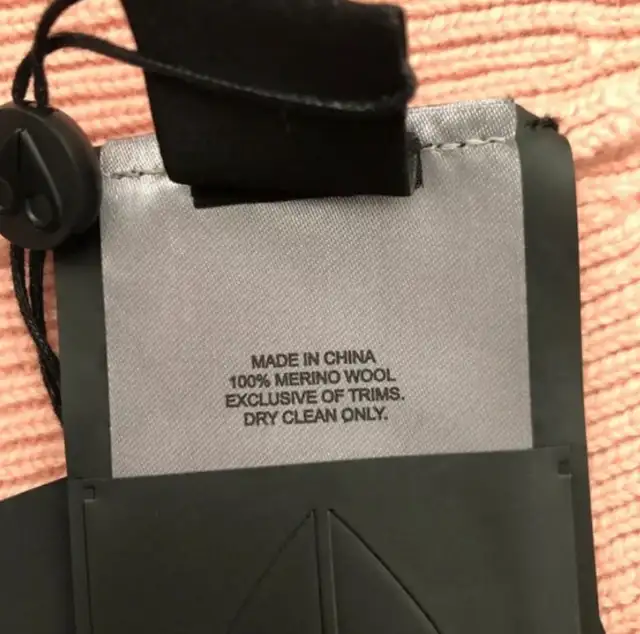 MADE IN CHINA
100% MERINO WOOL
EXCLUSIVE OF TRIMS.
DRY CLEAN ONLY.